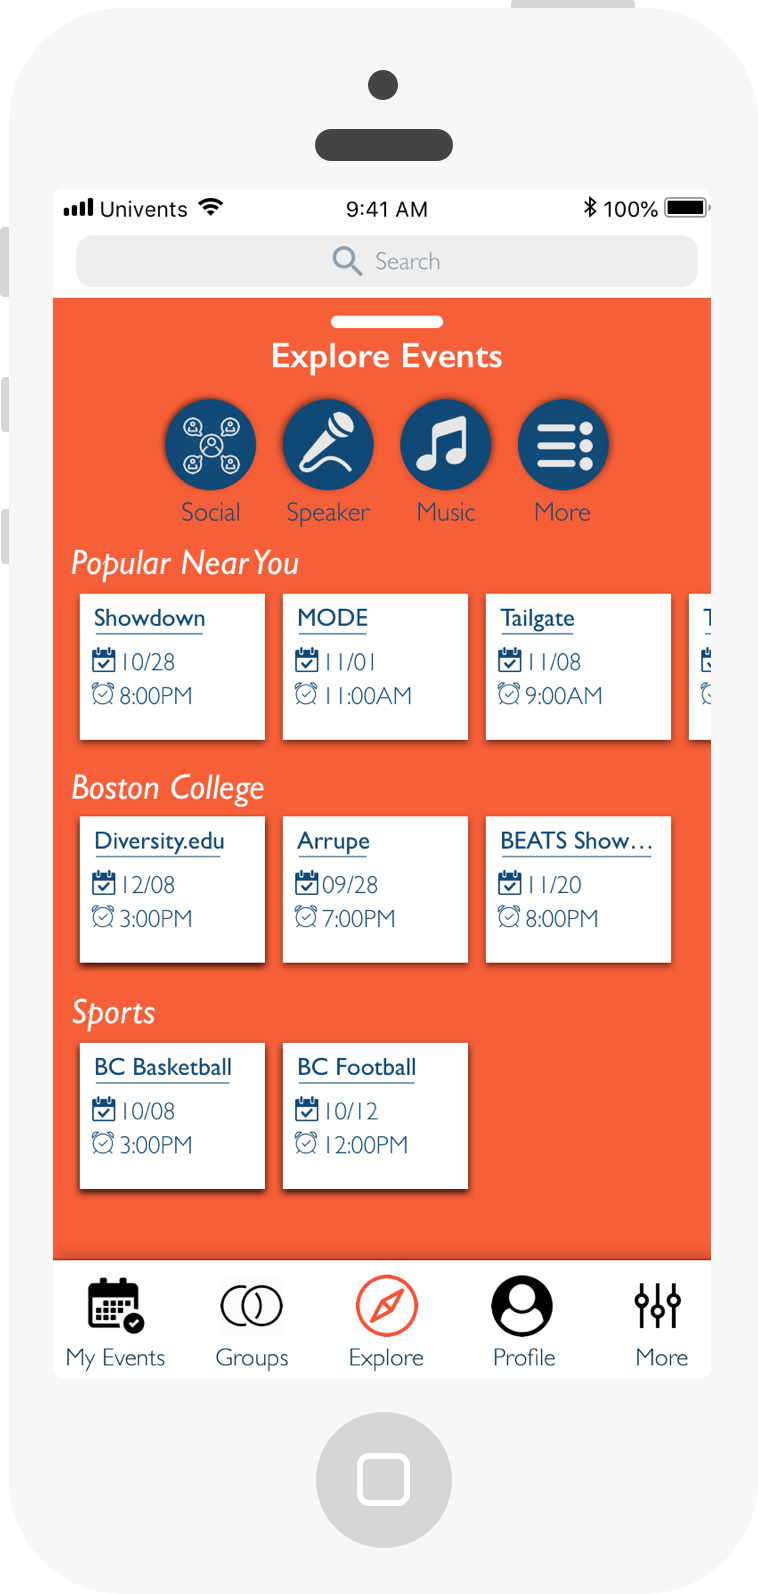 Univents 9:41 AM 100%
Search
Explore Events
Social Speaker Music More
Popular Near You
Showdown MODE Tailgate T
10/28 11/01 11/08
8:00PM 11:00AM 9:00AM
Boston College
Diversity.edu Arrupe BEATS Show...
12/08 09/28 11/20
3:00PM 7:00PM 8:00PM
Sports
BC Basketball BC Football
10/08 10/12
3:00PM 12:00PM
My Events Groups Explore Profile More